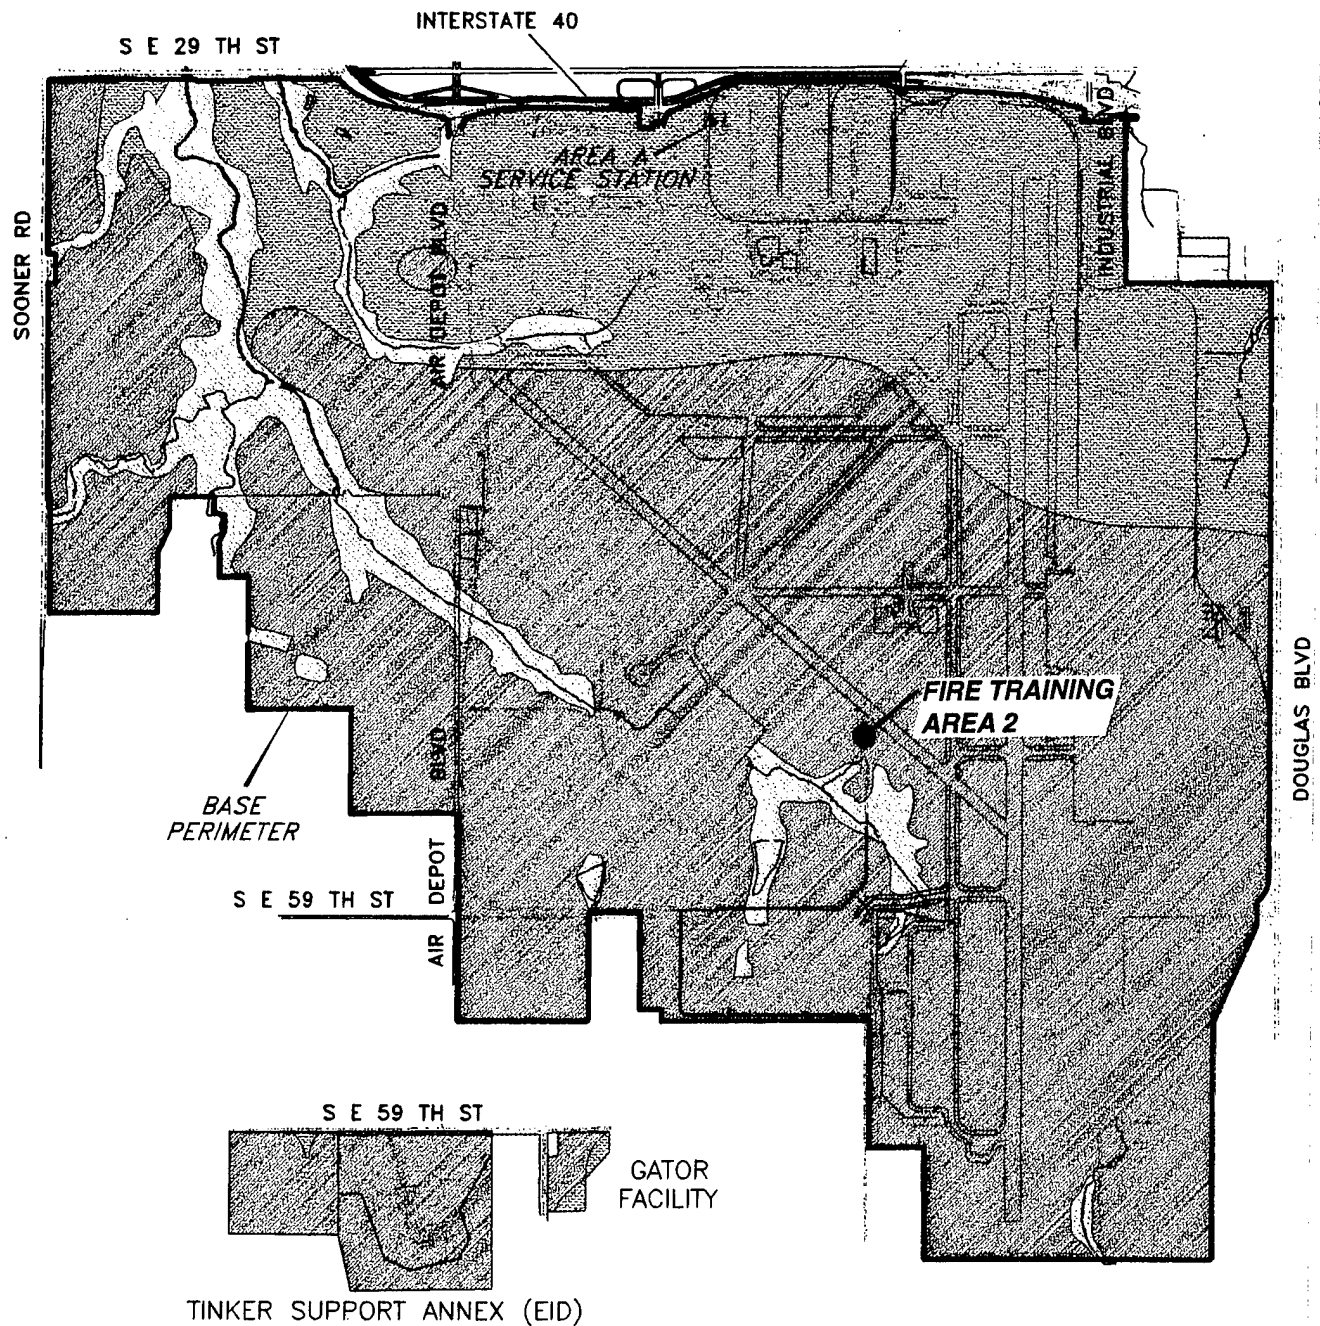 INTERSTATE 40
S E 29 TH ST
AREA A
SERVICE STATION
INDUSTRIAL BLVD
SOONER RD
AIR DEPOT BLVD
FIRE TRAINING
AREA 2
DOUGLAS BLVD
BASE
PERIMETER
AIR DEPOT BLVD
S E 59 TH ST
S E 59 TH ST
GATOR
FACILITY
TINKER SUPPORT ANNEX (EID)